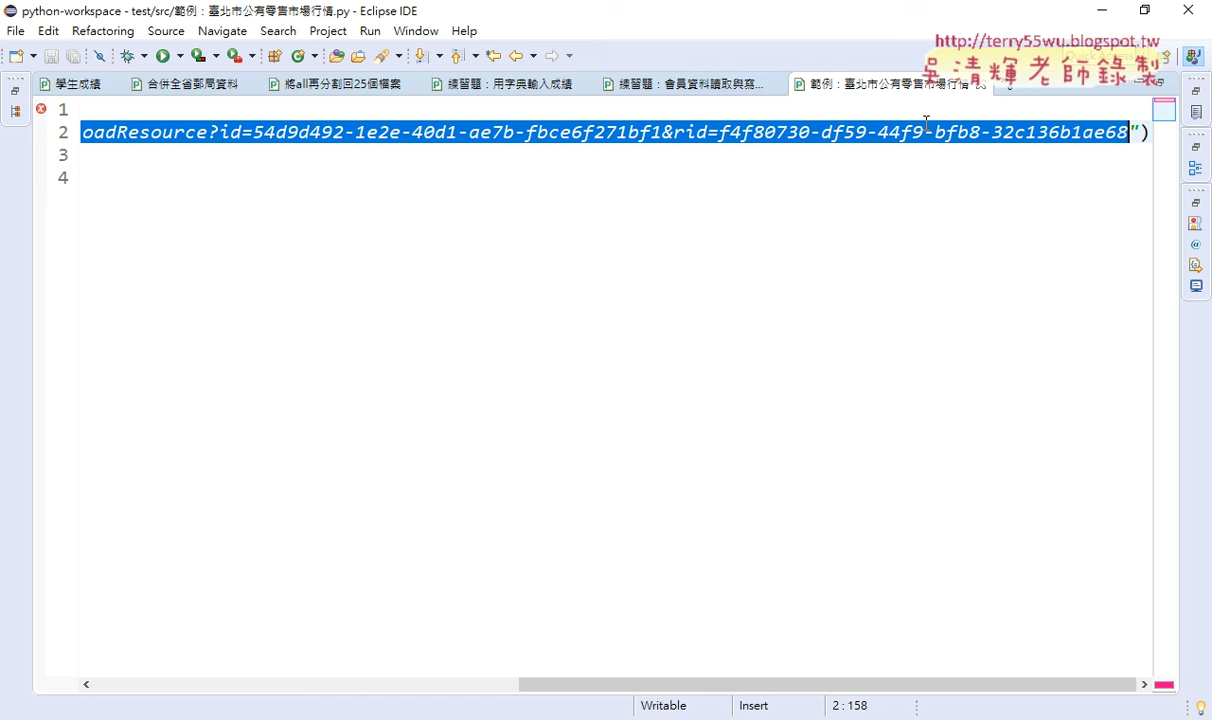 python-workspace - test/src/範例：臺北市公有零售市場行情.py - Eclipse IDE
File Edit Refactoring Source Navigate Search Project Run Window Help
http://terry55wu.blogspot.tw
吳清輝老師錄製
學生成績 合併全省郵局資料 將all再分割回25個檔案 練習題：用字典輸入成績 練習題：會員資料讀取與寫... 範例：臺北市公有零售市場行情
1
2 oadResource?id=54d9d492-1e2e-40d1-ae7b-fbce6f271bf1&rid=f4f80730-df59-44f9-bfb8-32c136b1ae68")
3
4
Writable Insert 2 : 158